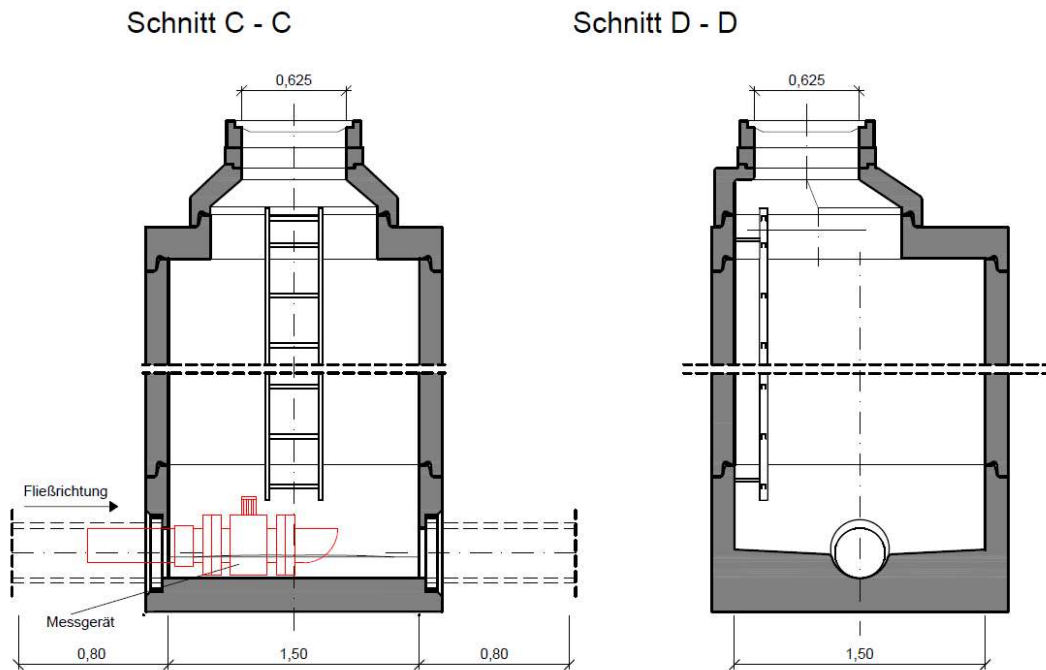 Schnitt C - C
Schnitt D - D
0,625
0,625
Fließrichtung
Messgerät
0,80
1,50
0,80
1,50